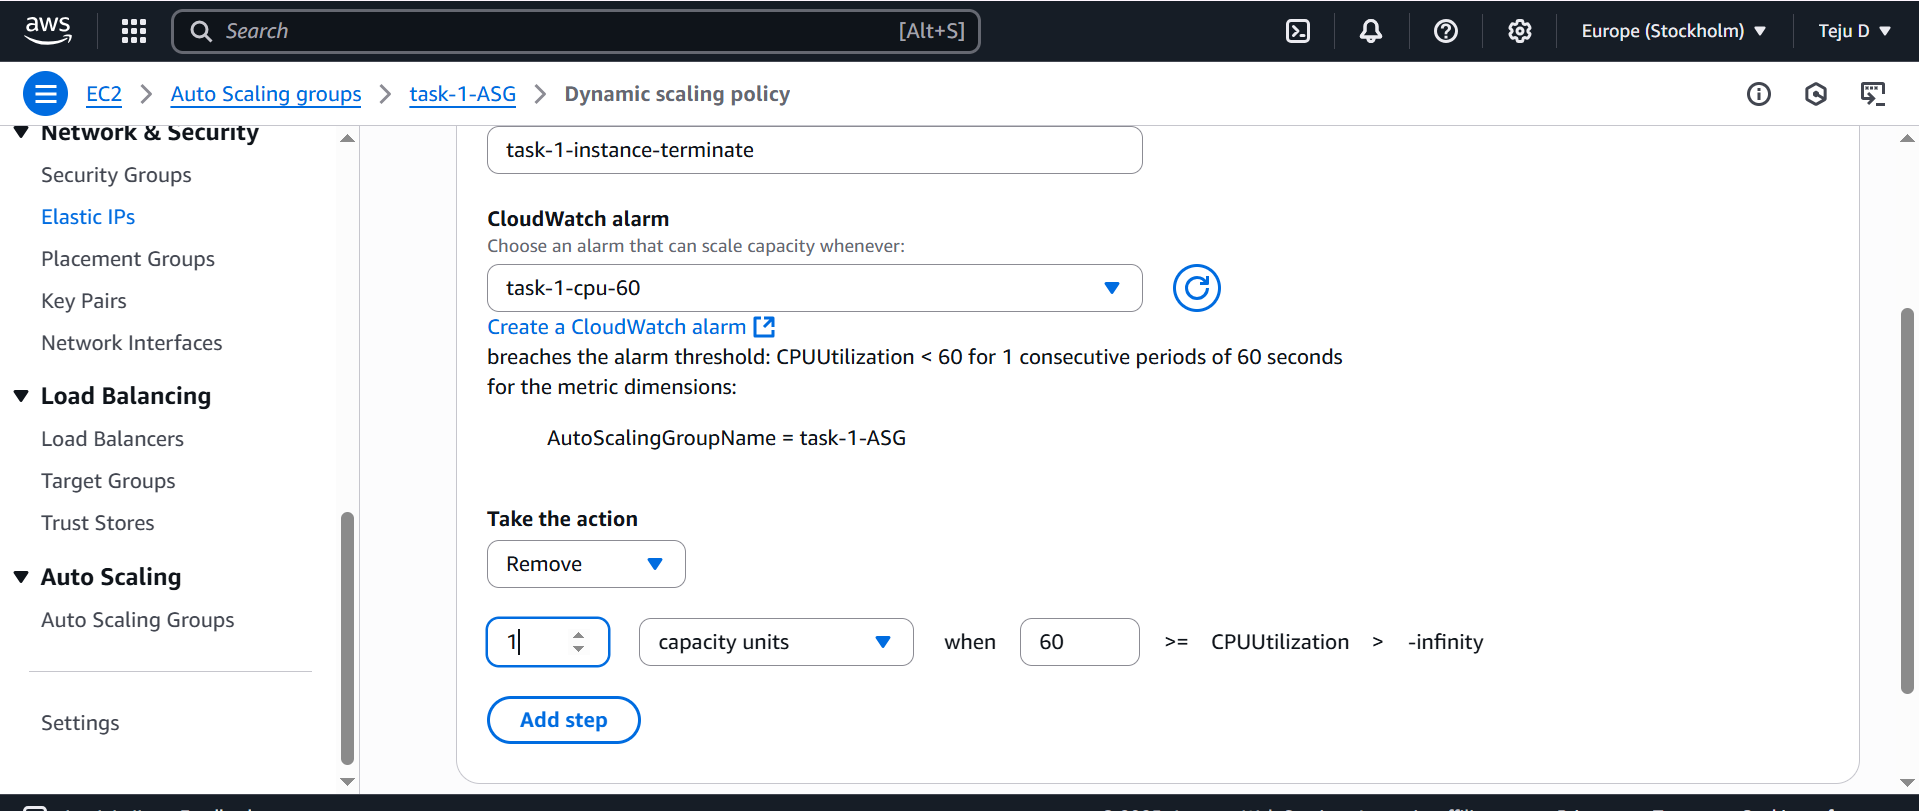 aws
Search [Alt+S]
Europe (Stockholm)
Teju D
EC2 > Auto Scaling groups > task-1-ASG > Dynamic scaling policy
Network & Security
Security Groups
Elastic IPs
Placement Groups
Key Pairs
Network Interfaces
Load Balancing
Load Balancers
Target Groups
Trust Stores
Auto Scaling
Auto Scaling Groups
Settings
task-1-instance-terminate
CloudWatch alarm
Choose an alarm that can scale capacity whenever:
task-1-cpu-60
Create a CloudWatch alarm
breaches the alarm threshold: CPUUtilization < 60 for 1 consecutive periods of 60 seconds
for the metric dimensions:
AutoScalingGroupName = task-1-ASG
Take the action
Remove
1 capacity units when 60 >= CPUUtilization > -infinity
Add step